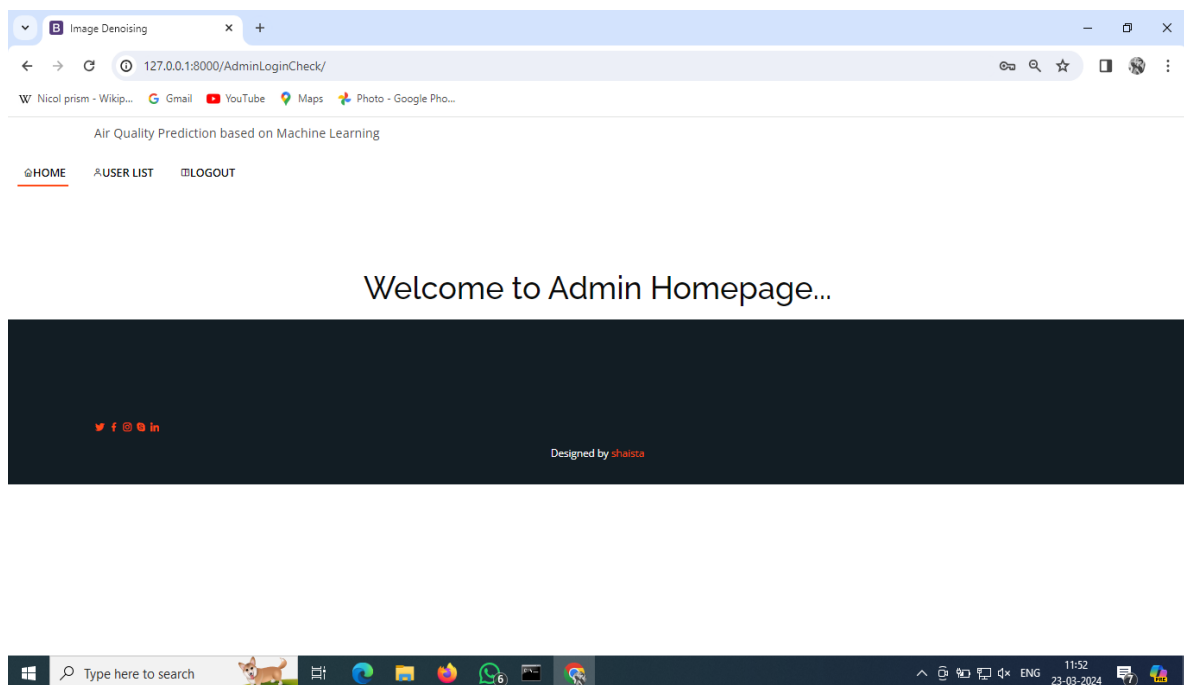 Image Denoising
127.0.0.1:8000/AdminLoginCheck/
Nicol prism - Wikip... Gmail YouTube Maps Photo - Google Pho...
Air Quality Prediction based on Machine Learning
HOME USER LIST LOGOUT
Welcome to Admin Homepage...
Designed by shaista
Type here to search 6 ENG 11:52 7
23-03-2024